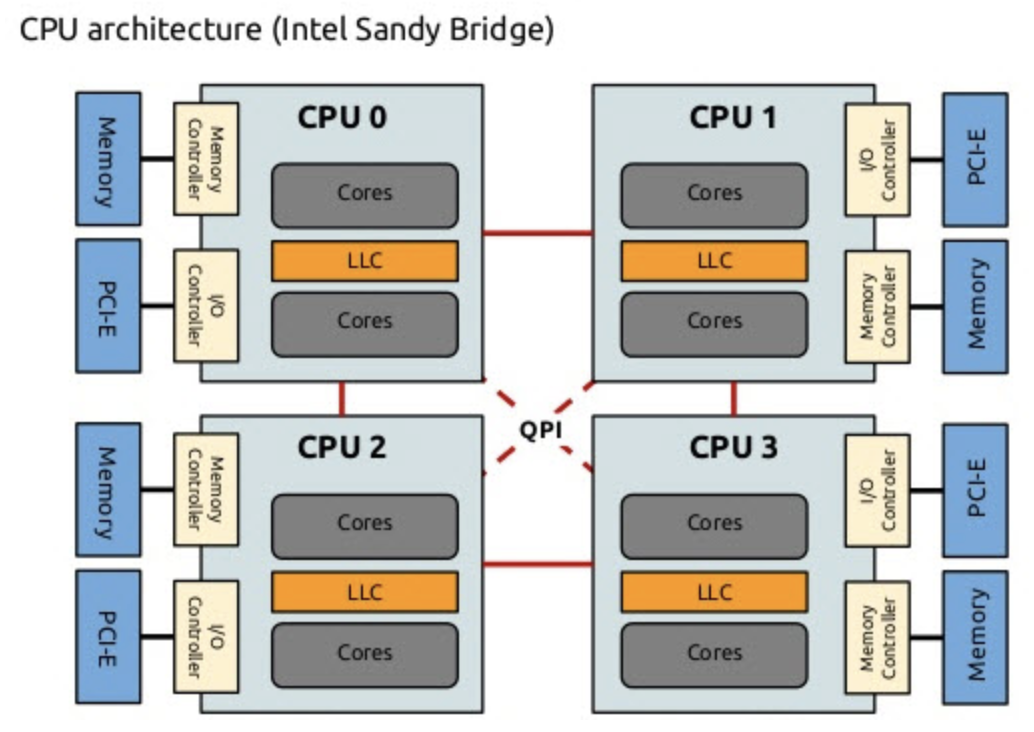 CPU architecture (Intel Sandy Bridge)
Memory
Memory
Controller
CPU 0
Cores
LLC
Cores
PCI-E
I/O
Controller
CPU 1
Cores
LLC
Cores
I/O
Controller
PCI-E
Memory
Controller
Memory
QPI
Memory
Memory
Controller
CPU 2
Cores
LLC
Cores
PCI-E
I/O
Controller
CPU 3
Cores
LLC
Cores
I/O
Controller
PCI-E
Memory
Controller
Memory